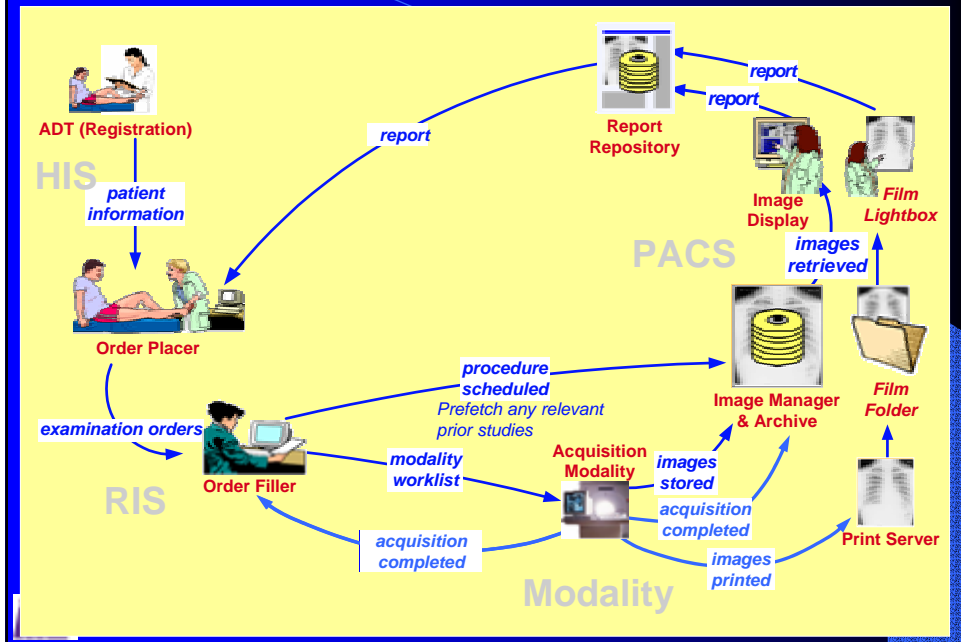 ADT (Registration)
HIS
patient
information
Order Placer
examination orders
RIS
Order Filler
report
report
report
Report
Repository
Image
Display
Film
Lightbox
PACS
images
retrieved
procedure
scheduled
Prefetch any relevant
prior studies
Image Manager
& Archive
Film
Folder
modality
worklist
Acquisition
Modality
images
stored
acquisition
completed
acquisition
completed
images
printed
Print Server
Modality